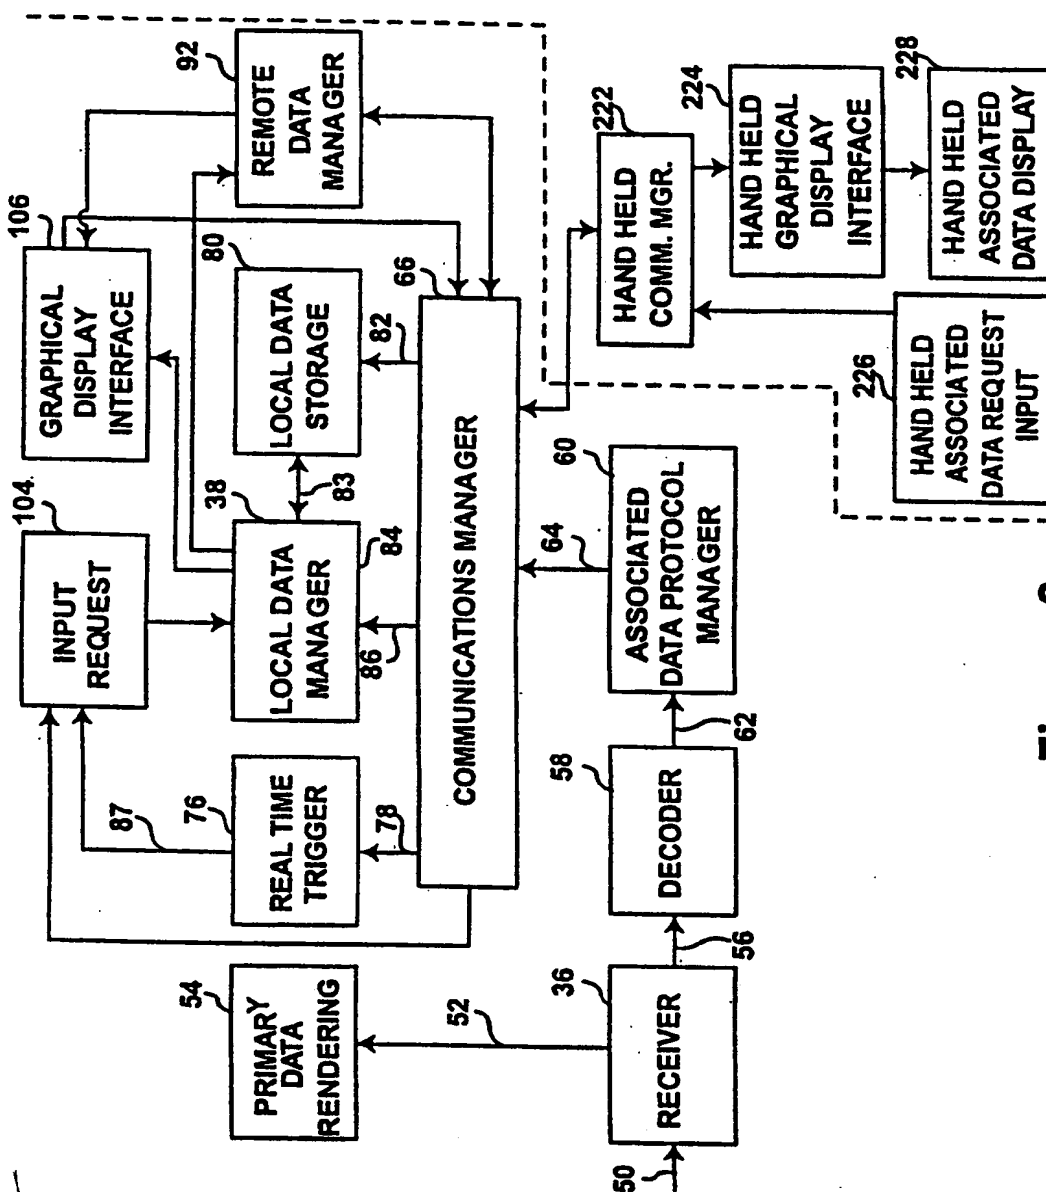 104.
106
INPUT
REQUEST
GRAPHICAL
DISPLAY
INTERFACE
87
54
76
38
80
92
PRIMARY
DATA
RENDERING
REAL TIME
TRIGGER
LOCAL DATA
MANAGER
LOCAL DATA
STORAGE
REMOTE
DATA
MANAGER
83
78
86
84
82
66
COMMUNICATIONS MANAGER
52
64
60
222
50
36
RECEIVER
56
58
DECODER
62
ASSOCIATED
DATA PROTOCOL
MANAGER
HAND HELD
COMM. MGR.
224
HAND HELD
GRAPHICAL
DISPLAY
INTERFACE
226
HAND HELD
ASSOCIATED
DATA REQUEST
INPUT
228
HAND HELD
ASSOCIATED
DATA DISPLAY